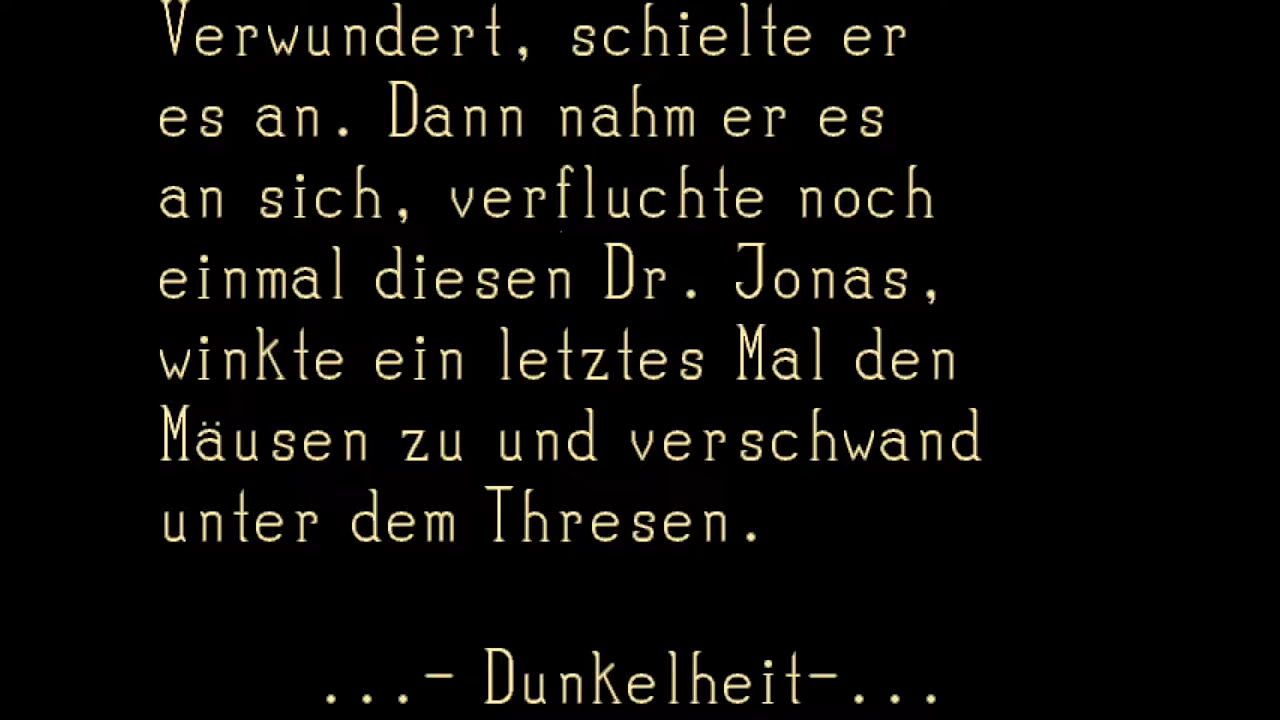 Verwundert, schielte er
es an. Dann nahm er es
an sich, verfluchte noch
einmal diesen Dr. Jonas,
winkte ein letztes Mal den
Mäusen zu und verschwand
unter dem Thresen.
...- Dunkelheit-...